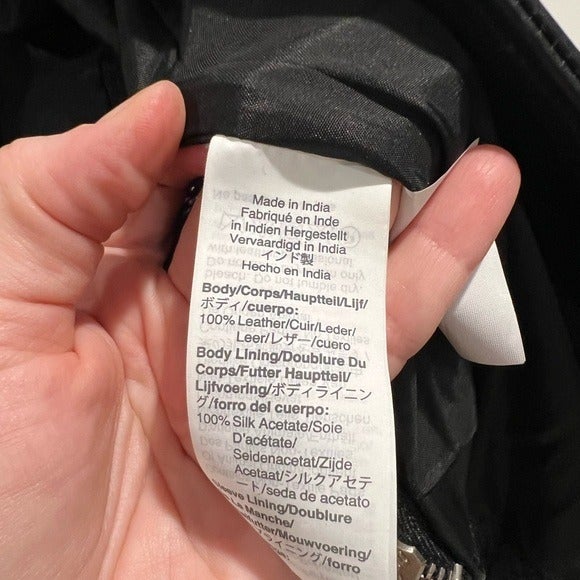 Made in India
Fabriqué en Inde
in Indien Hergestellt
Vervaardigd in India
インド製
Hecho en India
Body/Corps/Hauptteil/Lijf/
ボディ/cuerpo:
100% Leather/Cuir/Leder/
Leer/レザー/cuero
Body Lining/Doublure Du
Corps/Futter Hauptteil/
Lijfvoering/ボディライニン
グ/forro del cuerpo:
100% Silk Acetate/Soie
D'acétate/
Seidenacetat/Zijde
Acetaat/シルクアセテ
ート/seda de acetato
Lining/Doublure
La Manche/
Mouwvoering/